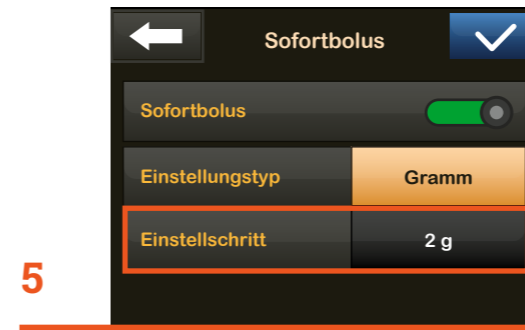 Sofortbolus
Sofortbolus
Einstellungstyp Gramm
Einstellschritt 2 g
5